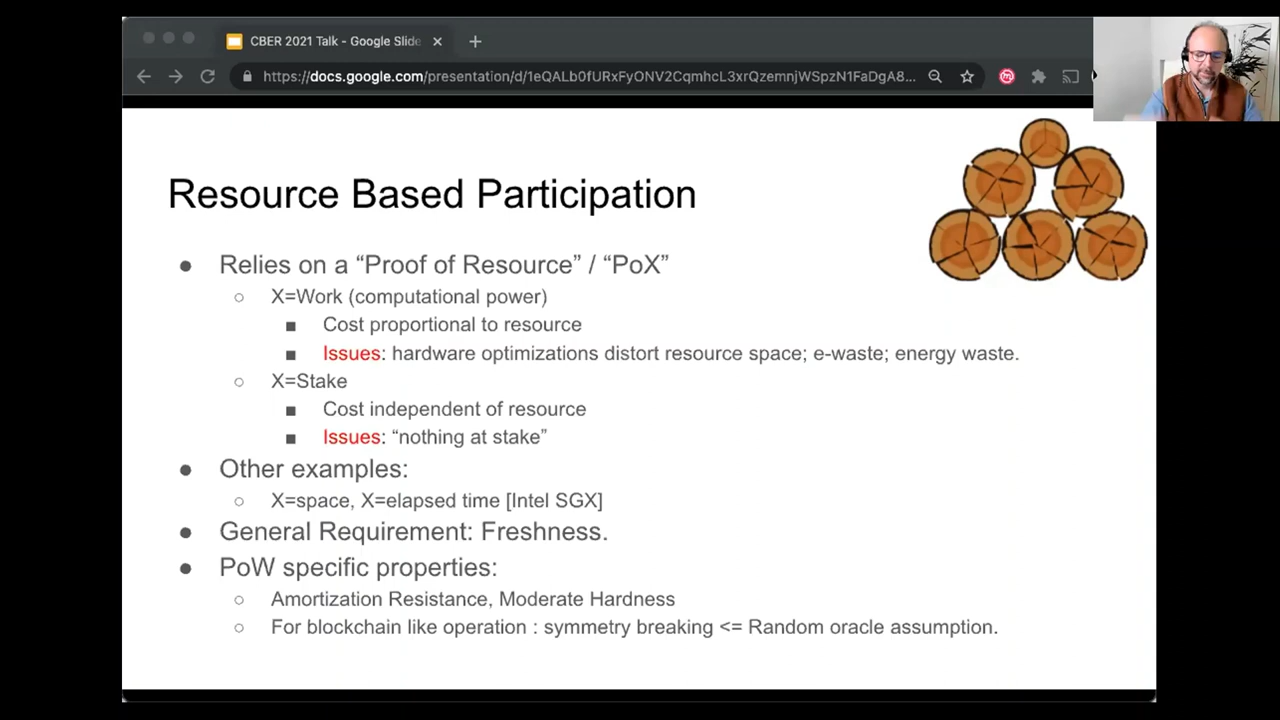 CBER 2021 Talk - Google Slide
https://docs.google.com/presentation/d/1eQALb0fURxFyONV2CqmhcL3xrQzemnjWSpzN1FaDgA8...
Resource Based Participation
● Relies on a “Proof of Resource” / “PoX”
○ X=Work (computational power)
■ Cost proportional to resource
■ Issues: hardware optimizations distort resource space; e-waste; energy waste.
○ X=Stake
■ Cost independent of resource
■ Issues: “nothing at stake”
● Other examples:
○ X=space, X=elapsed time [Intel SGX]
● General Requirement: Freshness.
● PoW specific properties:
○ Amortization Resistance, Moderate Hardness
○ For blockchain like operation : symmetry breaking <= Random oracle assumption.